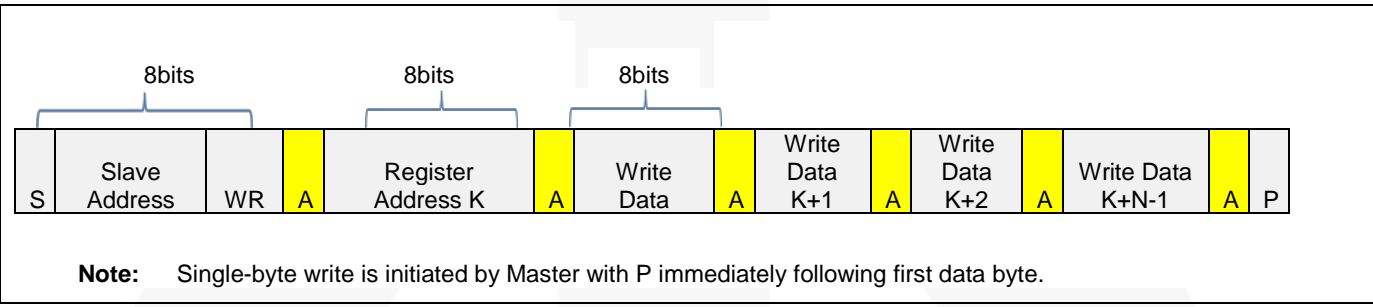 8bits 8bits 8bits
S Slave Address WR A Register Address K A Write Data A Write Data K+1 A Write Data K+2 A Write Data K+N-1 A P
Note: Single-byte write is initiated by Master with P immediately following first data byte.